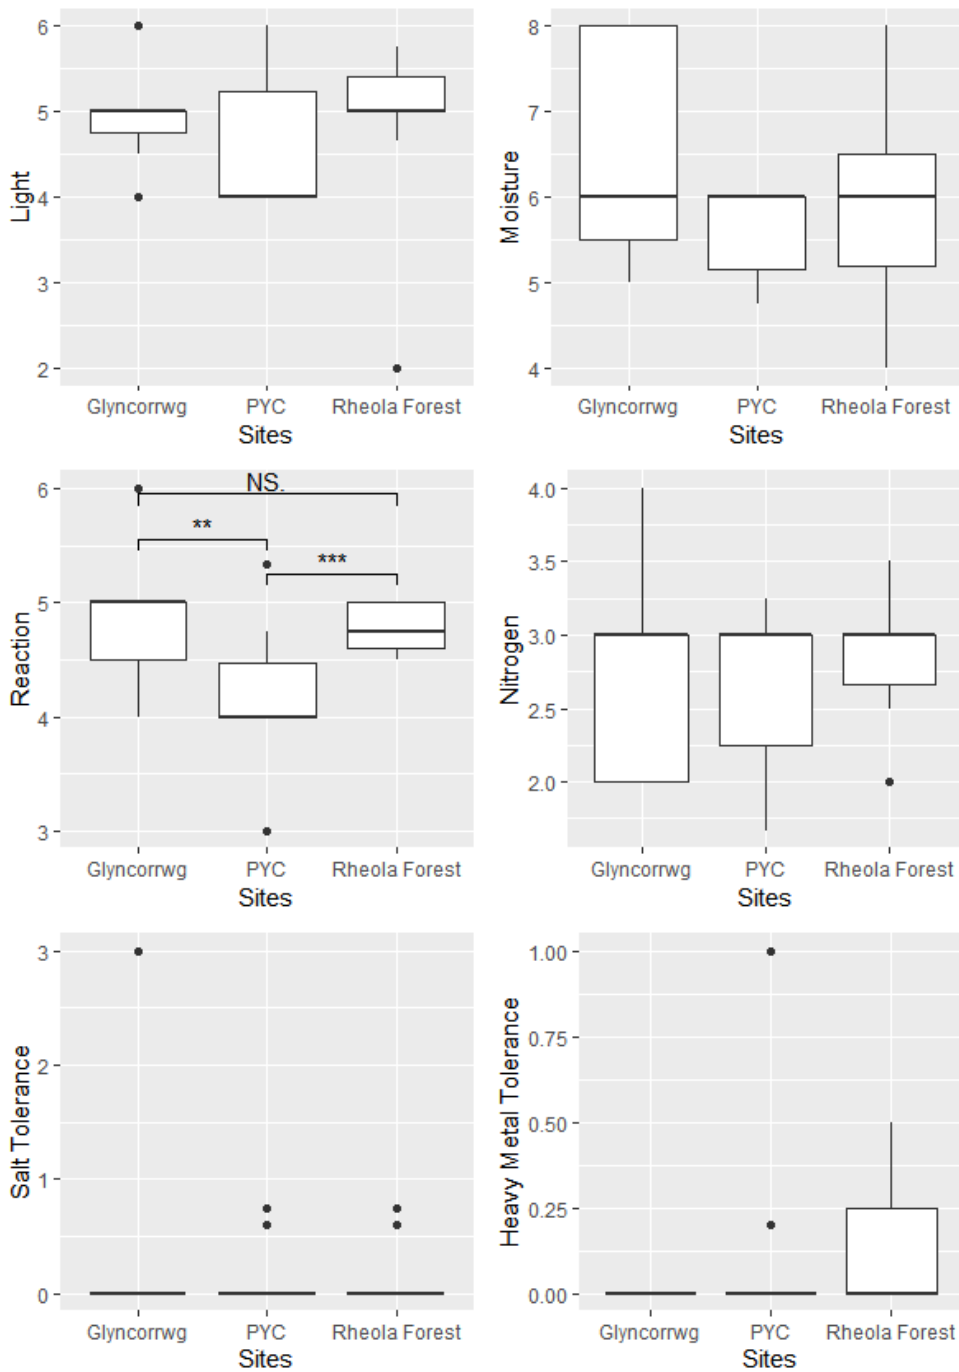 Light
6
5
4
3
2
Glyncorrwg PYC Rheola Forest
Sites
Moisture
8
7
6
5
4
Glyncorrwg PYC Rheola Forest
Sites
Reaction
6
5
4
3
NS.
**
***
Glyncorrwg PYC Rheola Forest
Sites
Nitrogen
4.0
3.5
3.0
2.5
2.0
Glyncorrwg PYC Rheola Forest
Sites
Salt Tolerance
3
2
1
0
Glyncorrwg PYC Rheola Forest
Sites
Heavy Metal Tolerance
1.00
0.75
0.50
0.25
0.00
Glyncorrwg PYC Rheola Forest
Sites